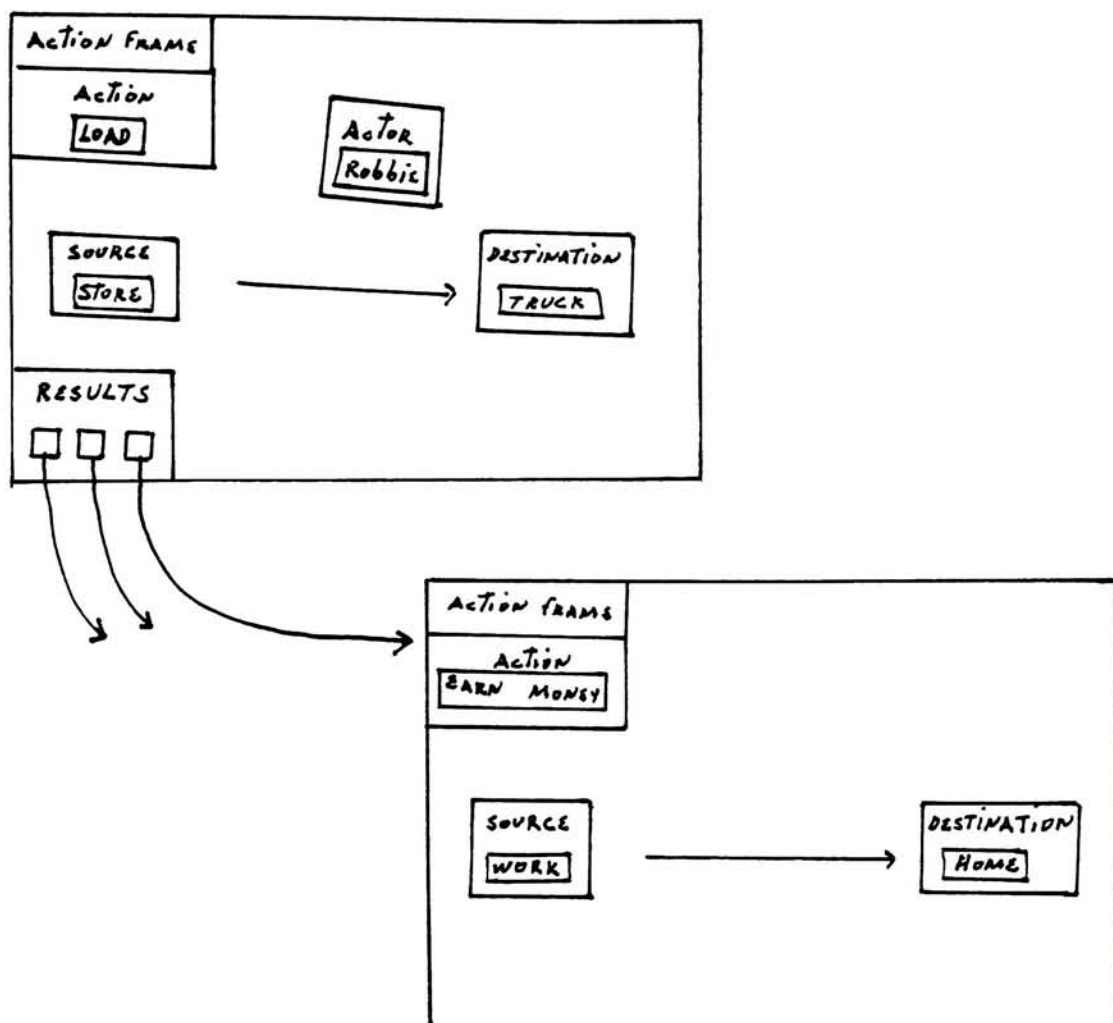 Action Frame
Action
LOAD
Actor
Robbie
SOURCE
STORE
DESTINATION
TRUCK
RESULTS
Action Frame
Action
EARN MONEY
SOURCE
WORK
DESTINATION
HOME